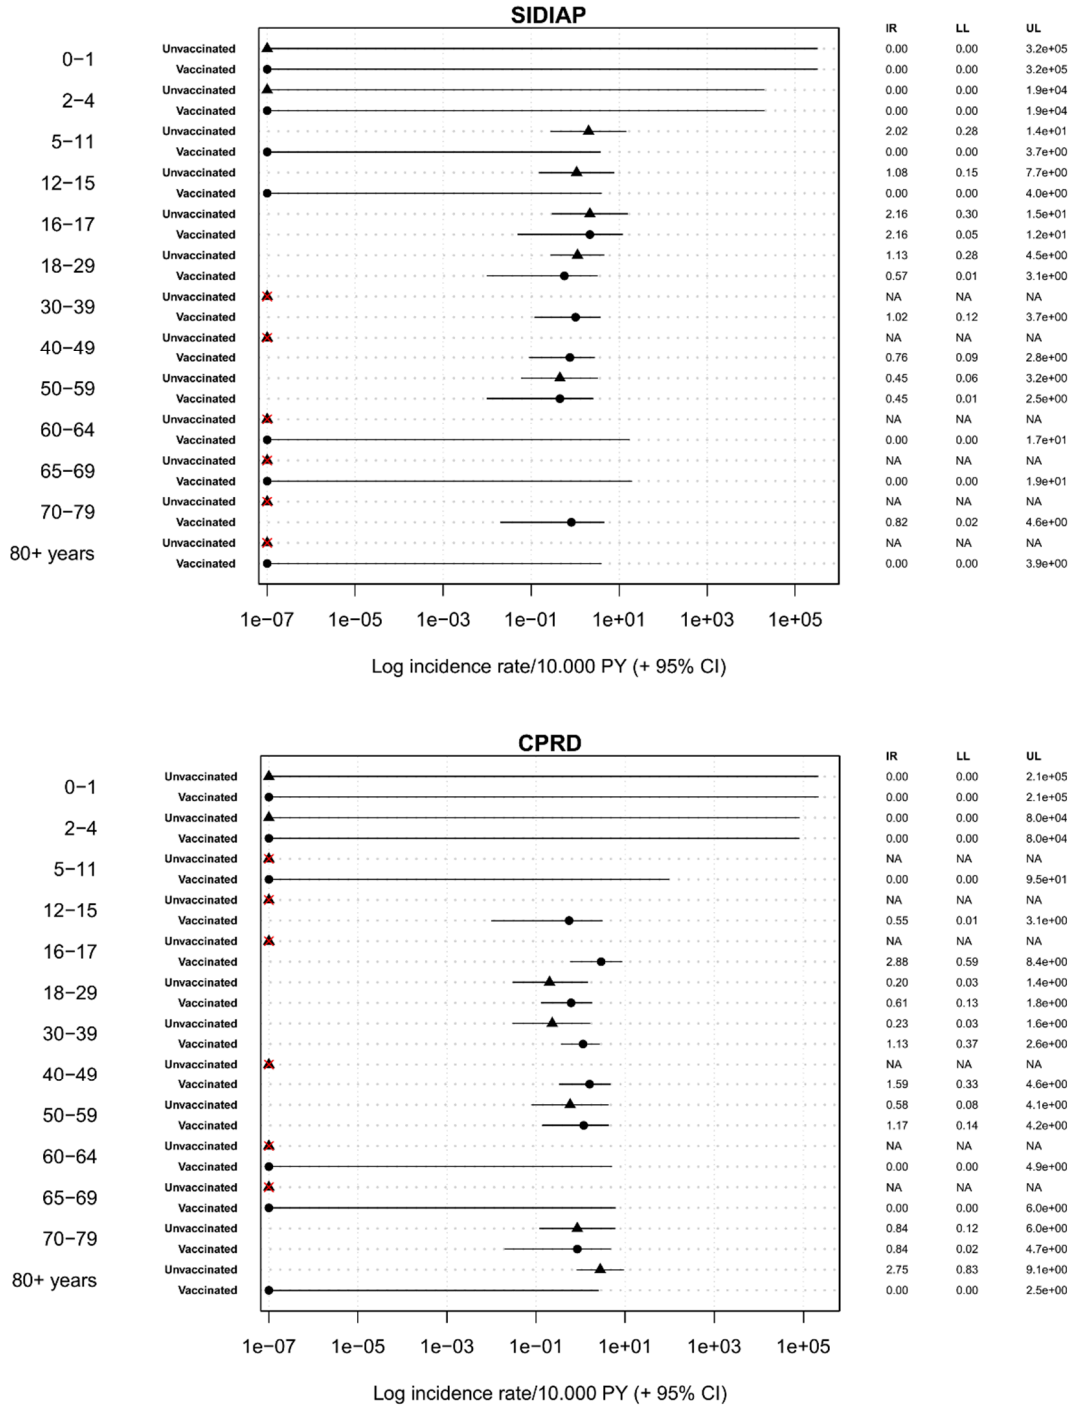 SIDIAP
IR LL UL
0−1
Unvaccinated 0.00 0.00 3.2e+05
Vaccinated 0.00 0.00 3.2e+05
2−4
Unvaccinated 0.00 0.00 1.9e+04
Vaccinated 0.00 0.00 1.9e+04
5−11
Unvaccinated 2.02 0.28 1.4e+01
Vaccinated 0.00 0.00 3.7e+00
12−15
Unvaccinated 1.08 0.15 7.7e+00
Vaccinated 0.00 0.00 4.0e+00
16−17
Unvaccinated 2.16 0.30 1.5e+01
Vaccinated 2.16 0.05 1.2e+01
18−29
Unvaccinated 1.13 0.28 4.5e+00
Vaccinated 0.57 0.01 3.1e+00
30−39
Unvaccinated NA NA NA
Vaccinated 1.02 0.12 3.7e+00
40−49
Unvaccinated NA NA NA
Vaccinated 0.76 0.09 2.8e+00
50−59
Unvaccinated 0.45 0.06 3.2e+00
Vaccinated 0.45 0.01 2.5e+00
60−64
Unvaccinated NA NA NA
Vaccinated 0.00 0.00 1.7e+01
65−69
Unvaccinated NA NA NA
Vaccinated 0.00 0.00 1.9e+01
70−79
Unvaccinated NA NA NA
Vaccinated 0.82 0.02 4.6e+00
80+ years
Unvaccinated NA NA NA
Vaccinated 0.00 0.00 3.9e+00
1e−07 1e−05 1e−03 1e−01 1e+01 1e+03 1e+05
Log incidence rate/10.000 PY (+ 95% CI)
CPRD
IR LL UL
0−1
Unvaccinated 0.00 0.00 2.1e+05
Vaccinated 0.00 0.00 2.1e+05
2−4
Unvaccinated 0.00 0.00 8.0e+04
Vaccinated 0.00 0.00 8.0e+04
5−11
Unvaccinated NA NA NA
Vaccinated 0.00 0.00 9.5e+01
12−15
Unvaccinated NA NA NA
Vaccinated 0.55 0.01 3.1e+00
16−17
Unvaccinated NA NA NA
Vaccinated 2.88 0.59 8.4e+00
18−29
Unvaccinated 0.20 0.03 1.4e+00
Vaccinated 0.61 0.13 1.8e+00
30−39
Unvaccinated 0.23 0.03 1.6e+00
Vaccinated 1.13 0.37 2.6e+00
40−49
Unvaccinated NA NA NA
Vaccinated 1.59 0.33 4.6e+00
50−59
Unvaccinated 0.58 0.08 4.1e+00
Vaccinated 1.17 0.14 4.2e+00
60−64
Unvaccinated NA NA NA
Vaccinated 0.00 0.00 4.9e+00
65−69
Unvaccinated NA NA NA
Vaccinated 0.00 0.00 6.0e+00
70−79
Unvaccinated 0.84 0.12 6.0e+00
Vaccinated 0.84 0.02 4.7e+00
80+ years
Unvaccinated 2.75 0.83 9.1e+00
Vaccinated 0.00 0.00 2.5e+00
1e−07 1e−05 1e−03 1e−01 1e+01 1e+03 1e+05
Log incidence rate/10.000 PY (+ 95% CI)